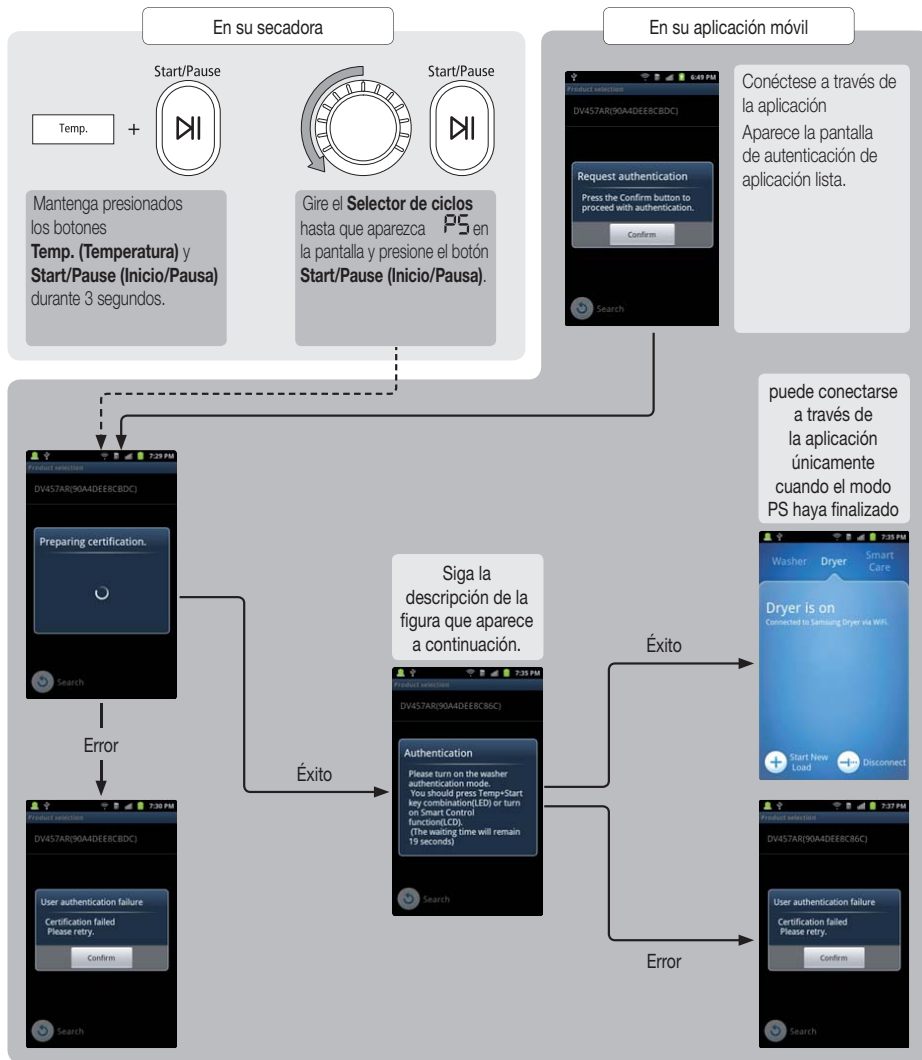 En su secadora
Start/Pause
Temp.
+
Mantenga presionados
los botones
Temp. (Temperatura) y
Start/Pause (Inicio/Pausa)
durante 3 segundos.
Start/Pause
Gire el Selector de ciclos
hasta que aparezca PS en
la pantalla y presione el botón
Start/Pause (Inicio/Pausa).
En su aplicación móvil
6:49 PM
Product selection
DV457AR(90A4DEE8CBDC)
Request authentication
Press the Confirm button to
proceed with authentication.
Confirm
Search
Conéctese a través de
la aplicación
Aparece la pantalla
de autenticación de
aplicación lista.
7:29 PM
Product selection
DV457AR(90A4DEE8CBDC)
Preparing certification.
Search
Error
7:30 PM
Product selection
DV457AR(90A4DEE8CBDC)
User authentication failure
Certification failed
Please retry.
Confirm
Search
Éxito
Siga la
descripción de la
figura que aparece
a continuación.
7:35 PM
Product selection
DV457AR(90A4DEE8C86C)
Authentication
Please turn on the washer
authentication mode.
You should press Temp+Start
key combination(LED) or turn
on Smart Control
function(LCD).
(The waiting time will remain
19 seconds)
Search
Éxito
puede conectarse
a través de
la aplicación
únicamente
cuando el modo
PS haya finalizado
7:35 PM
Washer Dryer Smart
Care
Dryer is on
Connected to Samsung Dryer via WiFi.
Start New
Load
Disconnect
Error
7:37 PM
Product selection
DV457AR(90A4DEE8C86C)
User authentication failure
Certification failed
Please retry.
Confirm
Search